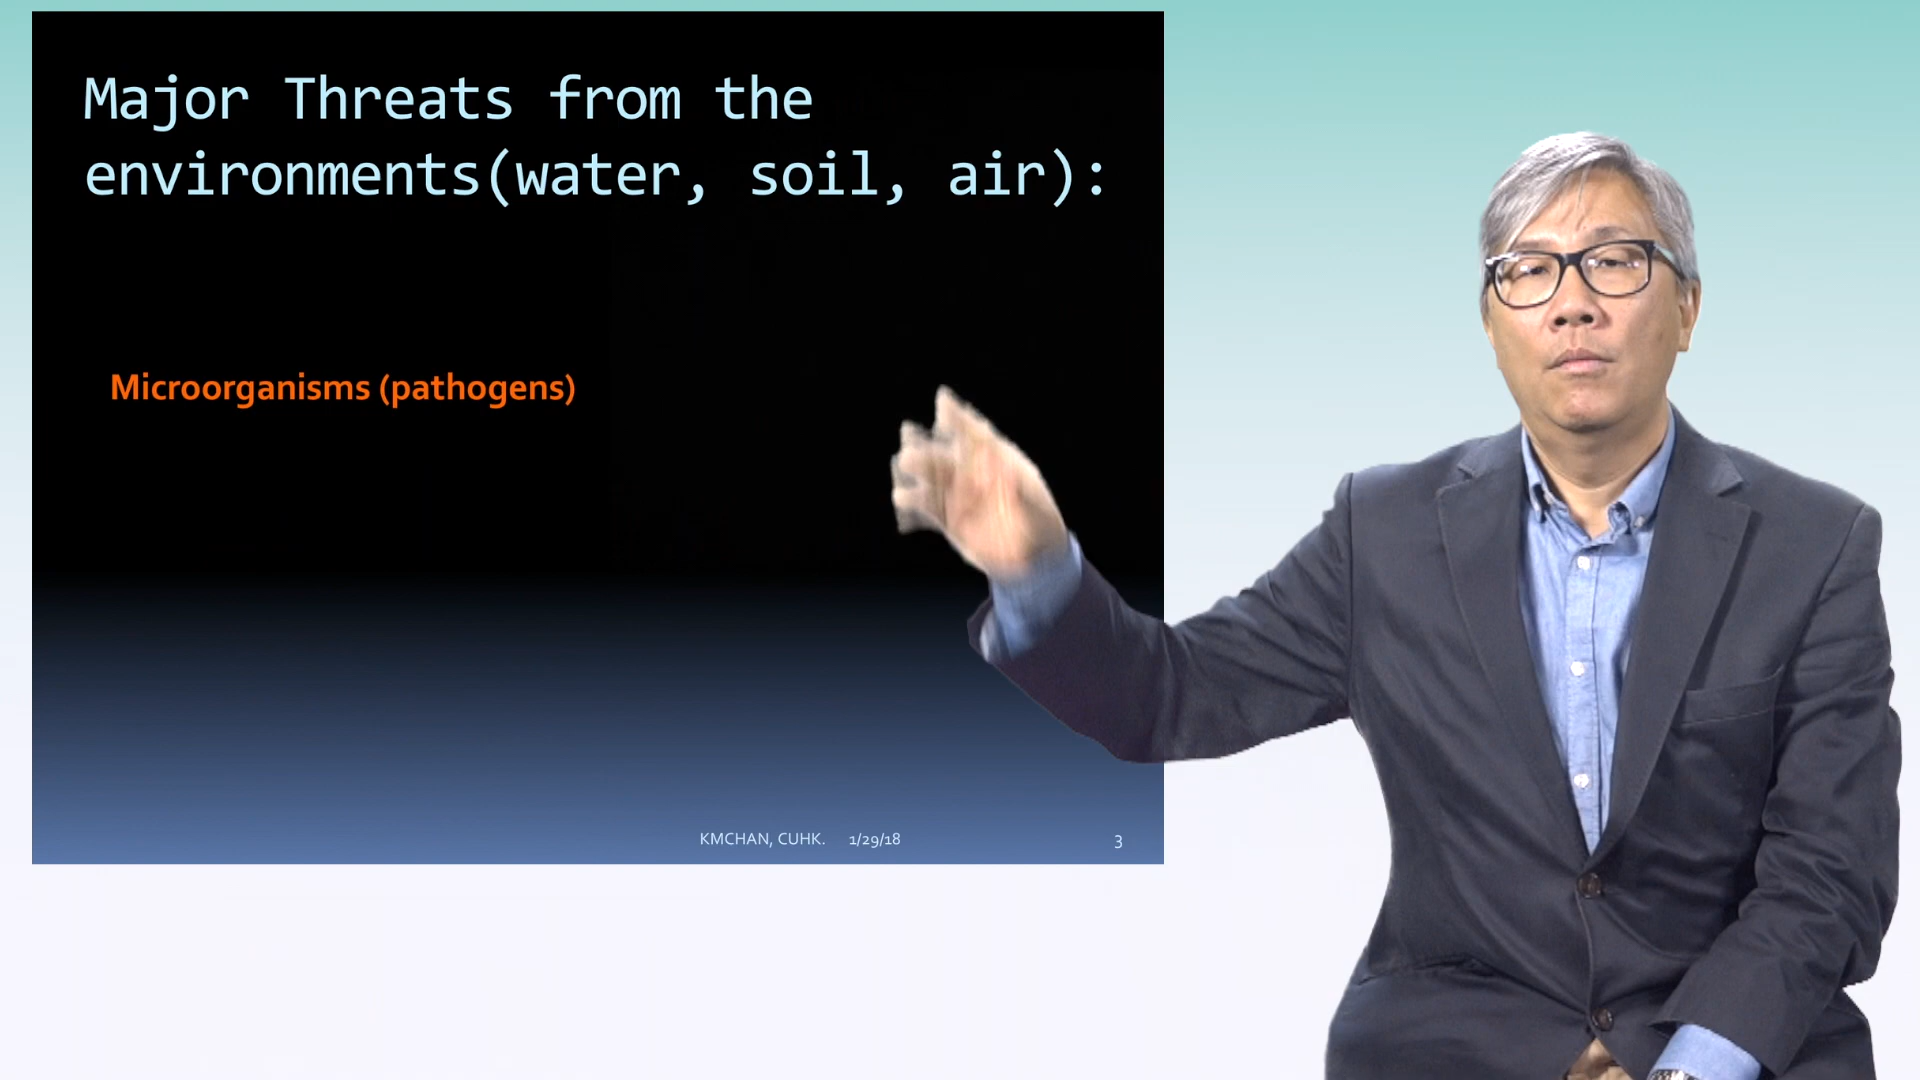 Major Threats from the
environments(water, soil, air):
Microorganisms (pathogens)
KMCHAN, CUHK. 1/29/18 3